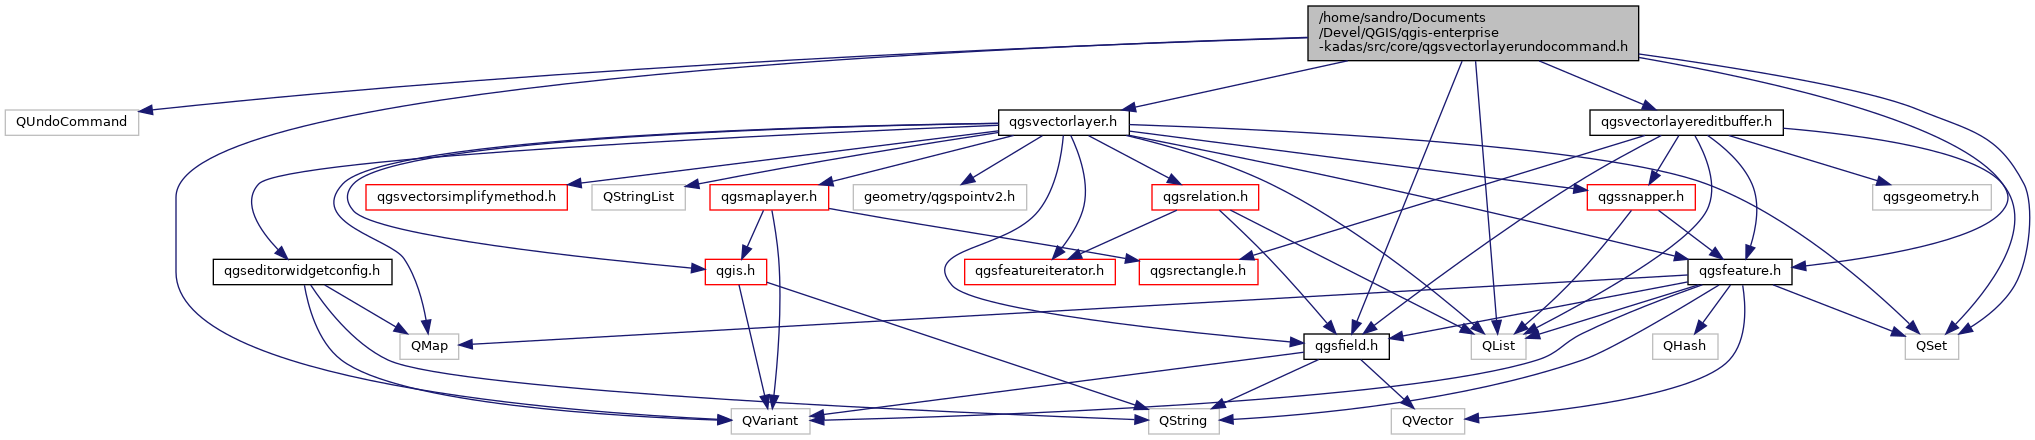 /home/sandro/Documents
/Devel/QGIS/qgis-enterprise
-kadas/src/core/qgsvectorlayerundocommand.h
QUndoCommand
qgsvectorlayer.h
qgsvectorlayereditbuffer.h
qgsvectorsimplifymethod.h
QStringList
qgsmaplayer.h
geometry/qgspointv2.h
qgsrelation.h
qgssnapper.h
qgsgeometry.h
qgseditorwidgetconfig.h
qgis.h
qgsfeatureiterator.h
qgsrectangle.h
qgsfeature.h
QMap
qgsfield.h
QList
QHash
QSet
QVariant
QString
QVector